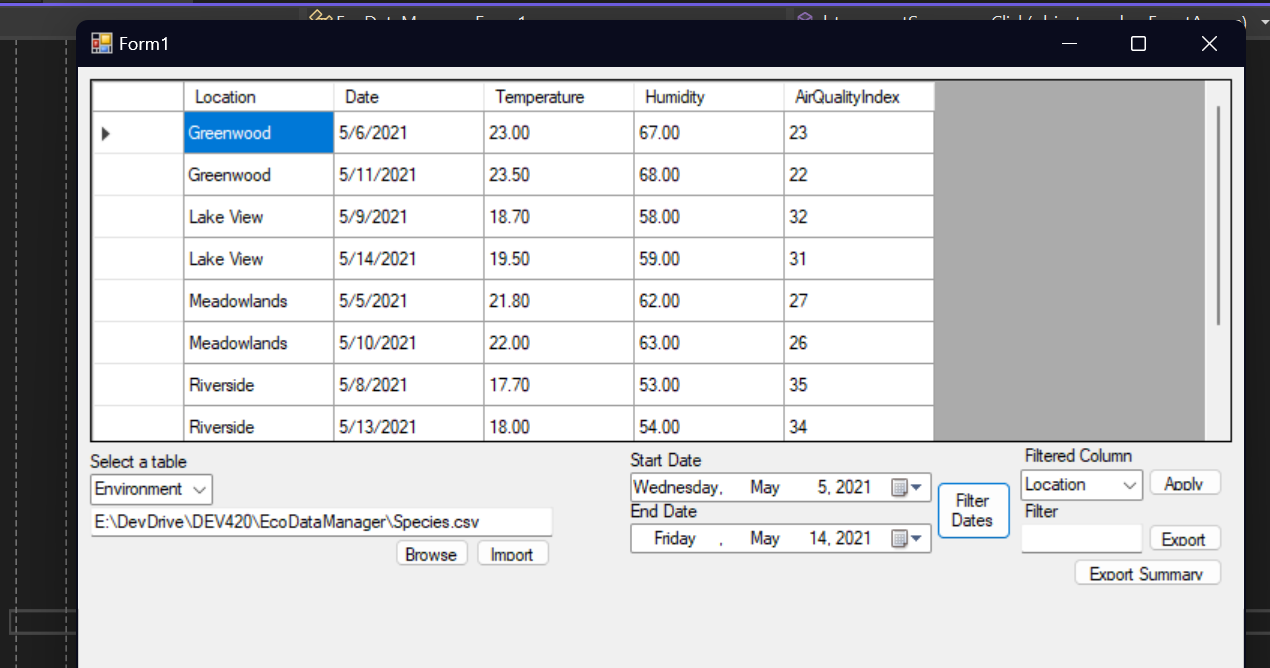 Form1
Location Date Temperature Humidity AirQualityIndex
Greenwood 5/6/2021 23.00 67.00 23
Greenwood 5/11/2021 23.50 68.00 22
Lake View 5/9/2021 18.70 58.00 32
Lake View 5/14/2021 19.50 59.00 31
Meadowlands 5/5/2021 21.80 62.00 27
Meadowlands 5/10/2021 22.00 63.00 26
Riverside 5/8/2021 17.70 53.00 35
Riverside 5/13/2021 18.00 54.00 34
Select a table
Environment
E:\DevDrive\DEV420\EcoDataManager\Species.csv
Browse Import
Start Date
Wednesday, May 5, 2021
End Date
Friday , May 14, 2021
Filter
Dates
Filtered Column
Location Apply
Filter
Export
Export Summary